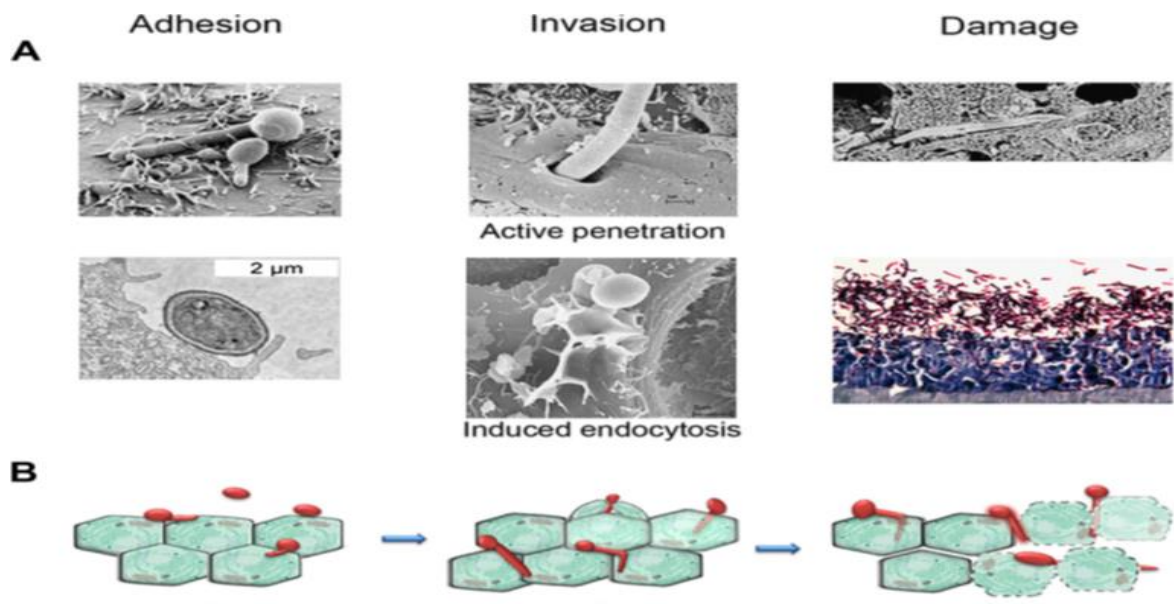 Adhesion Invasion Damage
A
Active penetration
2 µm
Induced endocytosis
B